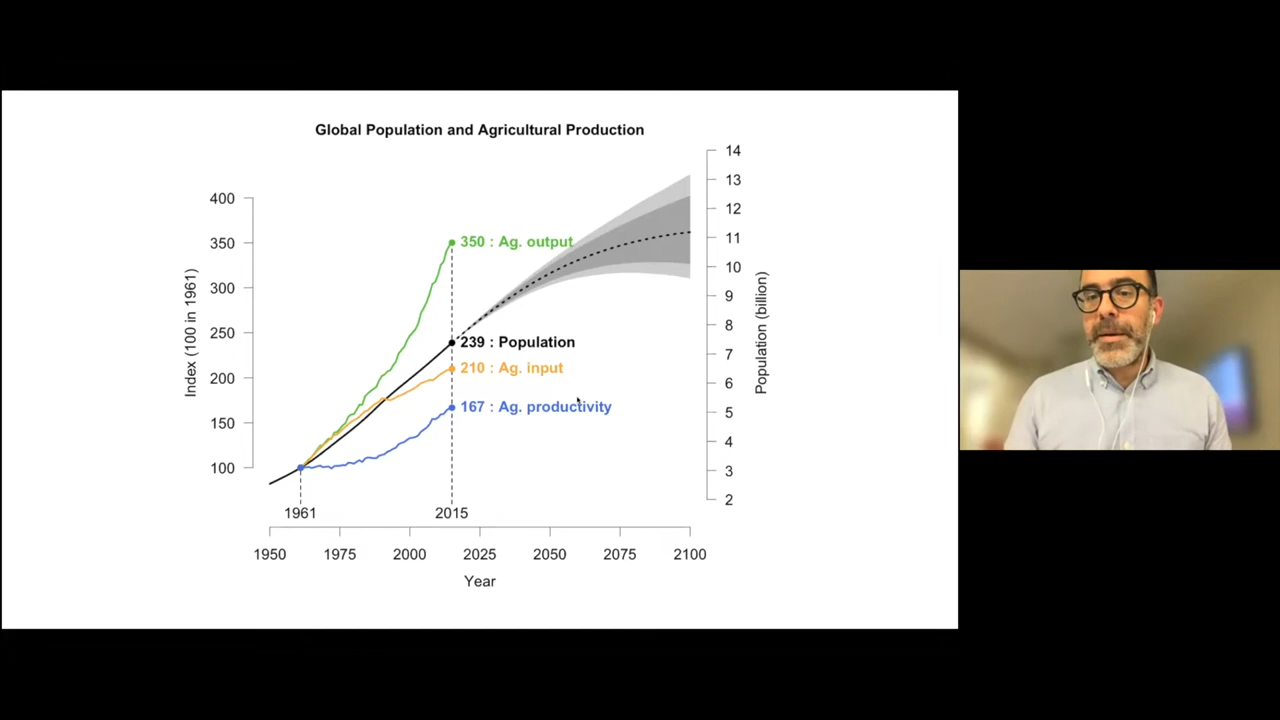 Global Population and Agricultural Production
14
13
12
11
10
9
8
7
6
5
4
3
2
Population (billion)
400
350
300
250
200
150
100
Index (100 in 1961)
350 : Ag. output
239 : Population
210 : Ag. input
167 : Ag. productivity
1961 2015
1950 1975 2000 2025 2050 2075 2100
Year